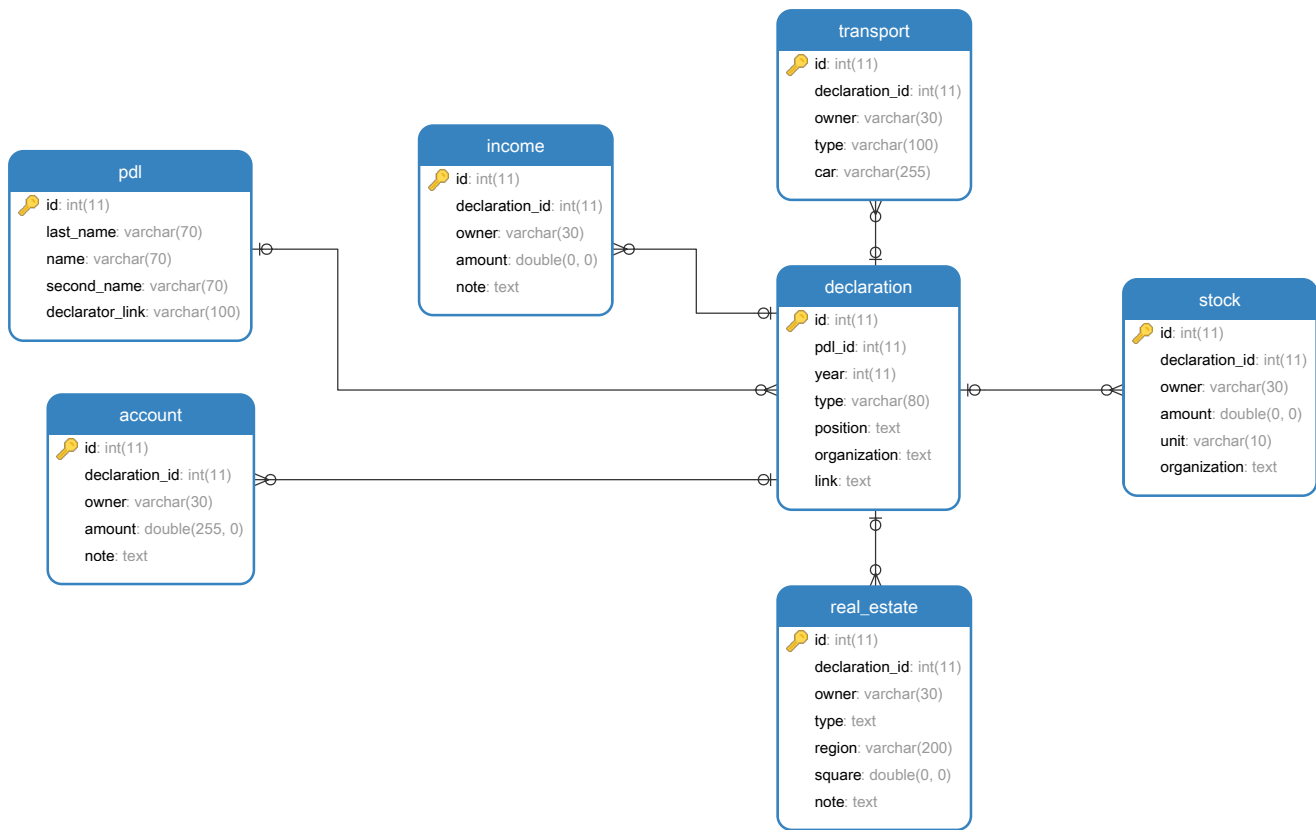 transport
id: int(11)
declaration_id: int(11)
owner: varchar(30)
type: varchar(100)
car: varchar(255)
income
id: int(11)
declaration_id: int(11)
owner: varchar(30)
amount: double(0, 0)
note: text
pdl
id: int(11)
last_name: varchar(70)
name: varchar(70)
second_name: varchar(70)
declarator_link: varchar(100)
declaration
id: int(11)
pdl_id: int(11)
year: int(11)
type: varchar(80)
position: text
organization: text
link: text
stock
id: int(11)
declaration_id: int(11)
owner: varchar(30)
amount: double(0, 0)
unit: varchar(10)
organization: text
account
id: int(11)
declaration_id: int(11)
owner: varchar(30)
amount: double(255, 0)
note: text
real_estate
id: int(11)
declaration_id: int(11)
owner: varchar(30)
type: text
region: varchar(200)
square: double(0, 0)
note: text